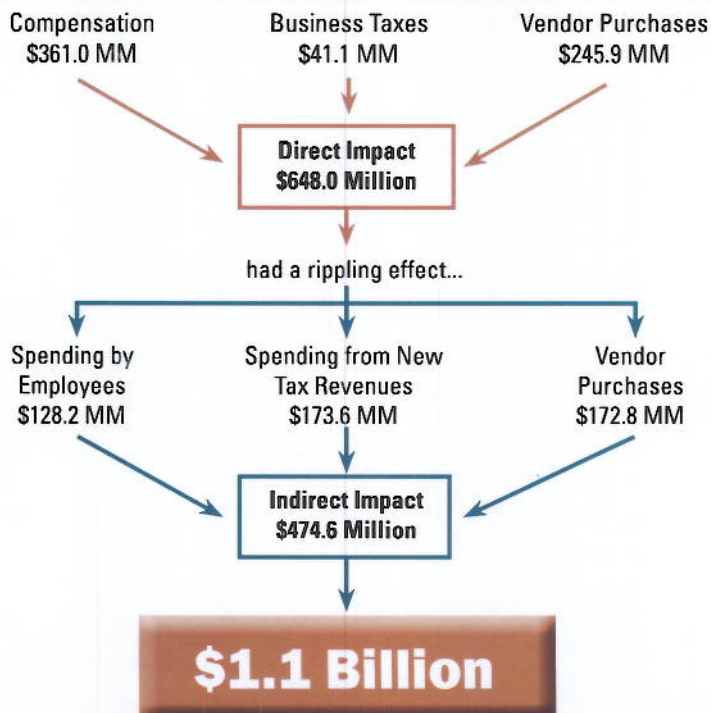 Compensation
$361.0 MM
Business Taxes
$41.1 MM
Vendor Purchases
$245.9 MM
Direct Impact
$648.0 Million
had a rippling effect...
Spending by
Employees
$128.2 MM
Spending from New
Tax Revenues
$173.6 MM
Vendor
Purchases
$172.8 MM
Indirect Impact
$474.6 Million
$1.1 Billion